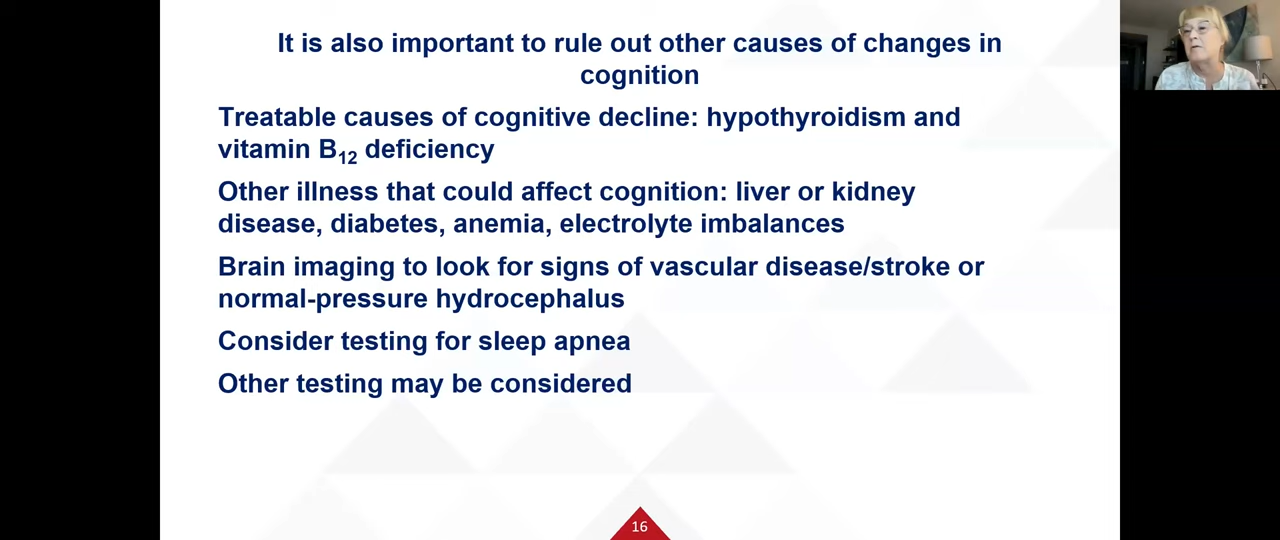 It is also important to rule out other causes of changes in
cognition
Treatable causes of cognitive decline: hypothyroidism and
vitamin B12 deficiency
Other illness that could affect cognition: liver or kidney
disease, diabetes, anemia, electrolyte imbalances
Brain imaging to look for signs of vascular disease/stroke or
normal-pressure hydrocephalus
Consider testing for sleep apnea
Other testing may be considered
16